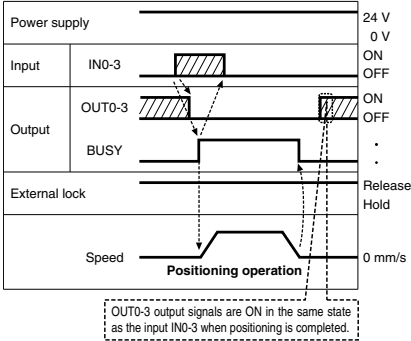 Power supply
24 V
0 V
Input
IN0-3
ON
OFF
Output
OUT0-3
ON
OFF
BUSY
External lock
Release
Hold
Speed
0 mm/s
Positioning operation
OUT0-3 output signals are ON in the same state
as the input IN0-3 when positioning is completed.